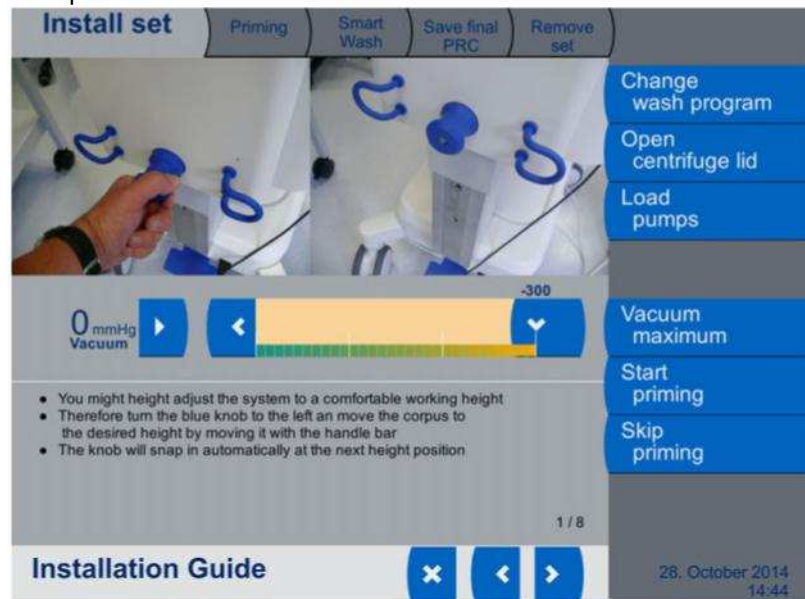 Install set
Priming
Smart
Wash
Save final
PRC
Remove
set
Change
wash program
Open
centrifuge lid
Load
pumps
-300
0 mmHg
Vacuum
Vacuum
maximum
Start
priming
Skip
priming
• You might height adjust the system to a comfortable working height
• Therefore turn the blue knob to the left an move the corpus to
the desired height by moving it with the handle bar
• The knob will snap in automatically at the next height position
1 / 8
Installation Guide
28. October 2014
14:44